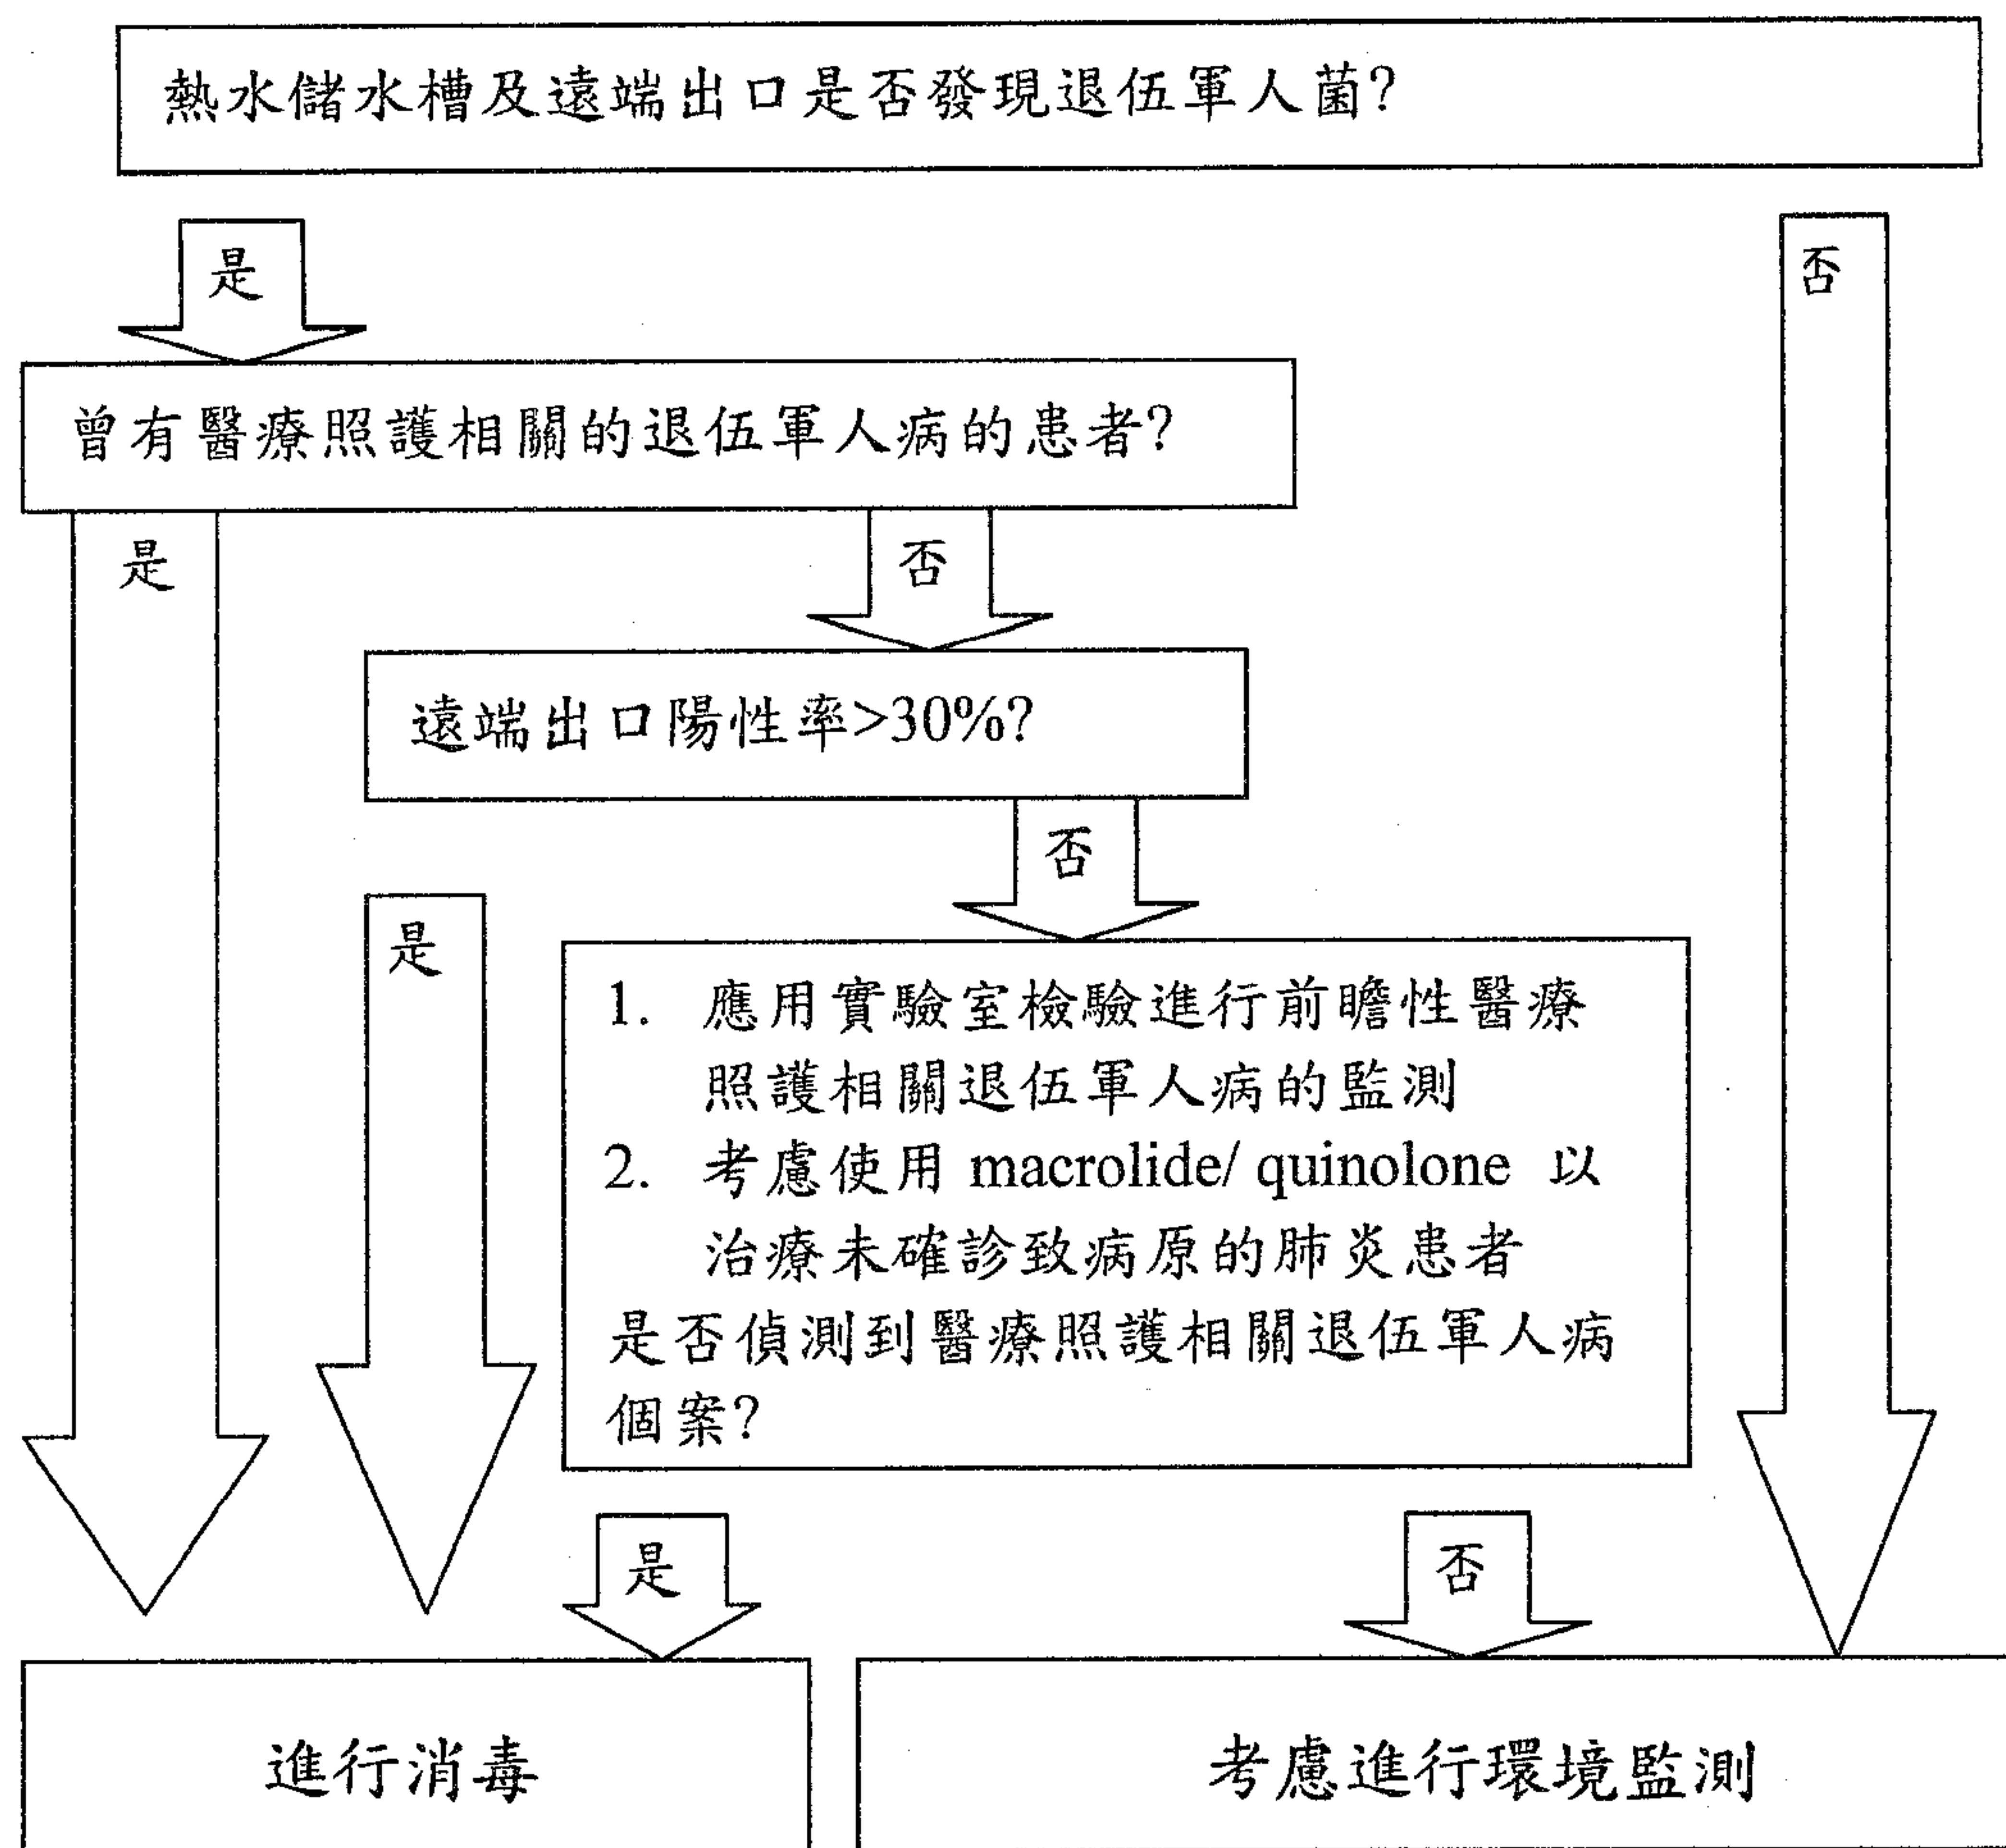 熱水儲水槽及遠端出口是否發現退伍軍人菌?
是
否
曾有醫療照護相關的退伍軍人病的患者?
是
否
遠端出口陽性率>30%?
否
是
1. 應用實驗室檢驗進行前瞻性醫療
照護相關退伍軍人病的監測
2. 考慮使用 macrolide/ quinolone 以
治療未確診致病原的肺炎患者
是否偵測到醫療照護相關退伍軍人病
個案?
是
否
進行消毒
考慮進行環境監測